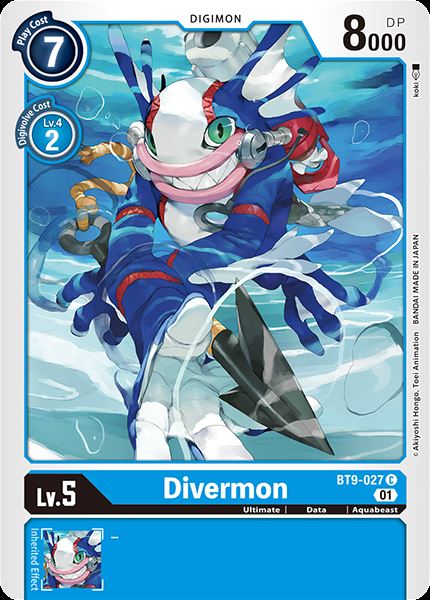 Play Cost
7
DIGIMON
8000
DP
Digivolve Cost
Lv.4
2
koki
©Akiyoshi Hongo, Toei Animation BANDAI MADE IN JAPAN
Lv.5
Divermon
BT9-027 C
01
Ultimate | Data | Aquabeast
Inherited Effect
–